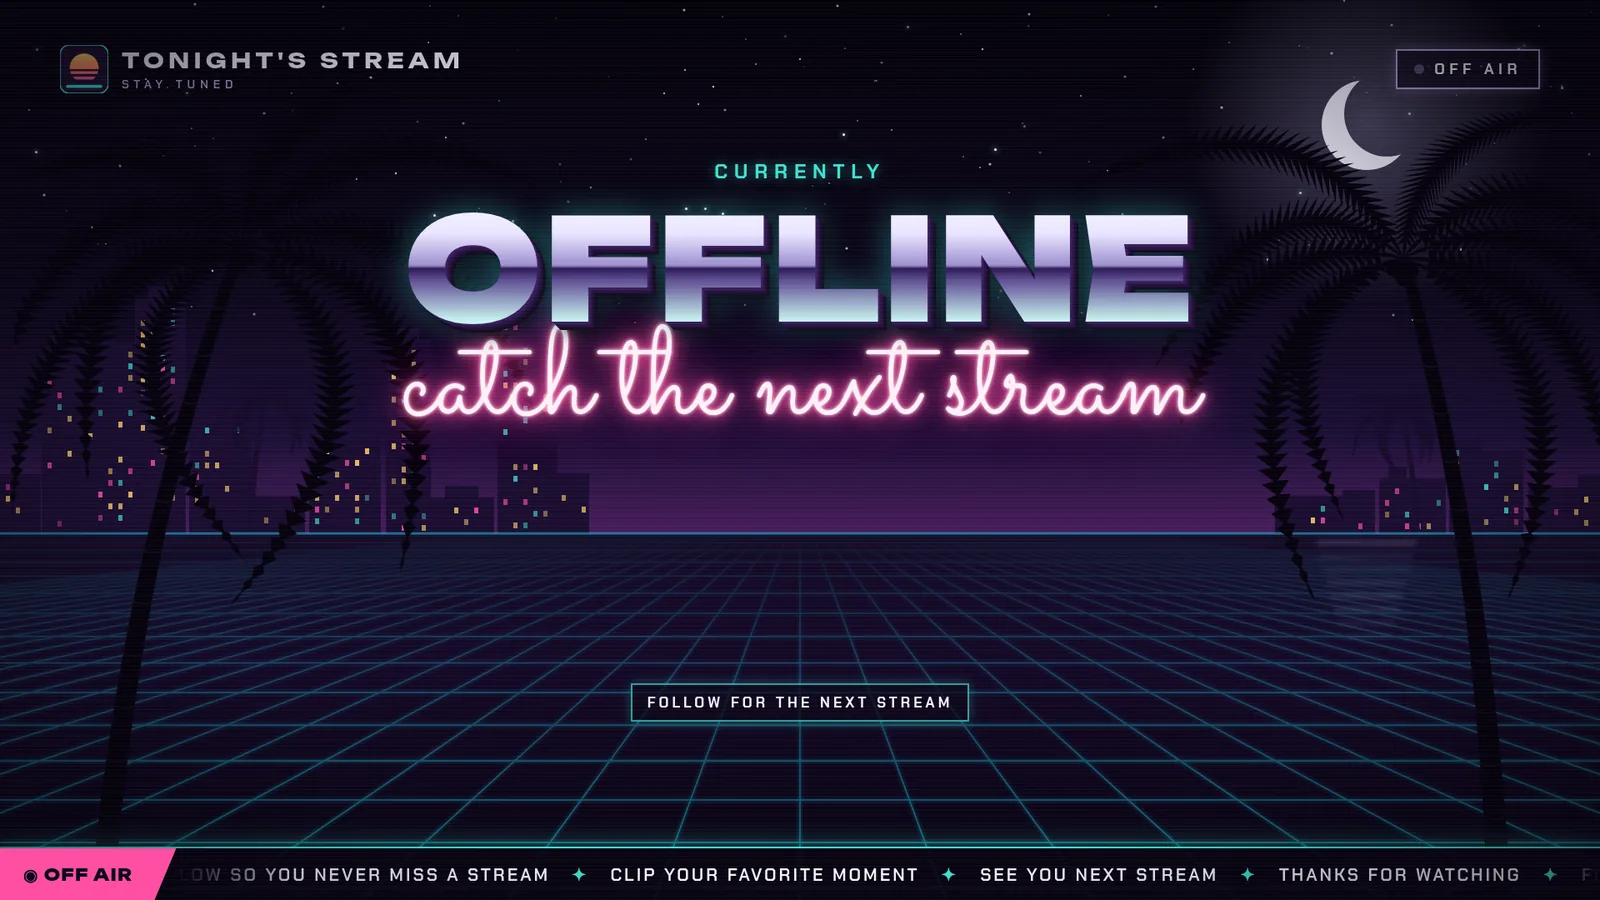 TONIGHT'S STREAM
STAY TUNED
OFF AIR
CURRENTLY
OFFLINE
catch the next stream
FOLLOW FOR THE NEXT STREAM
OFF AIR
SO YOU NEVER MISS A STREAM ✦ CLIP YOUR FAVORITE MOMENT ✦ SEE YOU NEXT STREAM ✦ THANKS FOR WATCHING ✦